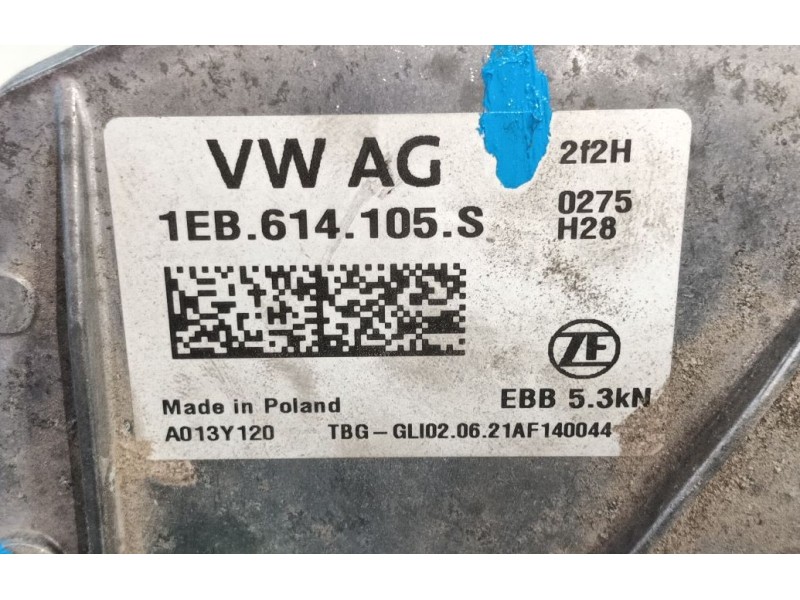 VW AG
2f2H
1EB.614.105.S
0275
H28
ZF
Made in Poland
EBB 5.3kN
A013Y120
TBG-GLI02.06.21AF140044